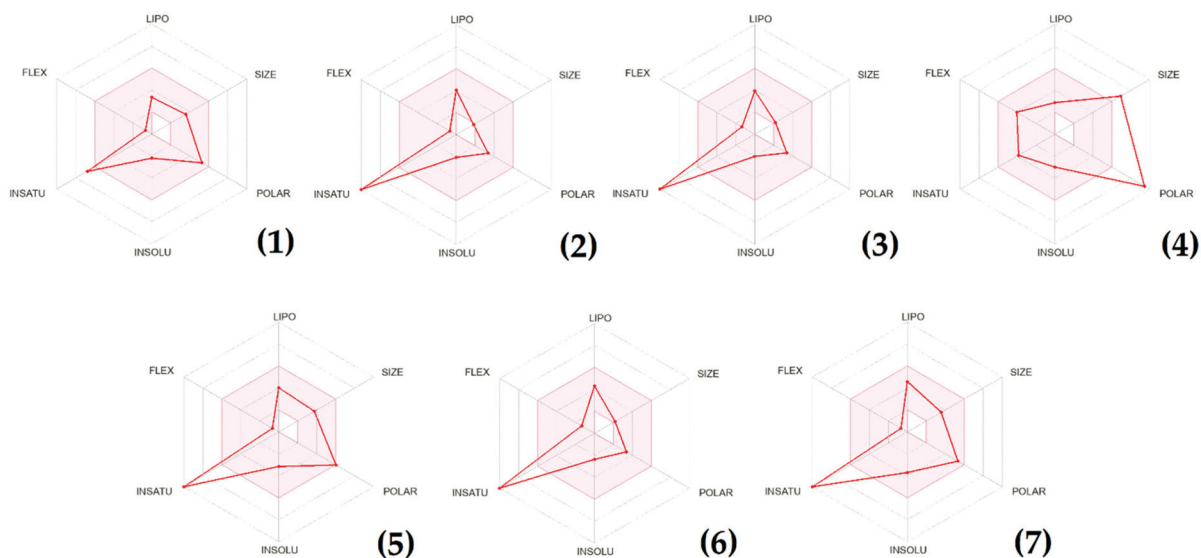 LIPO
FLEX SIZE
INSATU POLAR
INSOLU
(1)
LIPO
FLEX SIZE
INSATU POLAR
INSOLU
(2)
LIPO
FLEX SIZE
INSATU POLAR
INSOLU
(3)
LIPO
FLEX SIZE
INSATU POLAR
INSOLU
(4)
LIPO
FLEX SIZE
INSATU POLAR
INSOLU
(5)
LIPO
FLEX SIZE
INSATU POLAR
INSOLU
(6)
LIPO
FLEX SIZE
INSATU POLAR
INSOLU
(7)